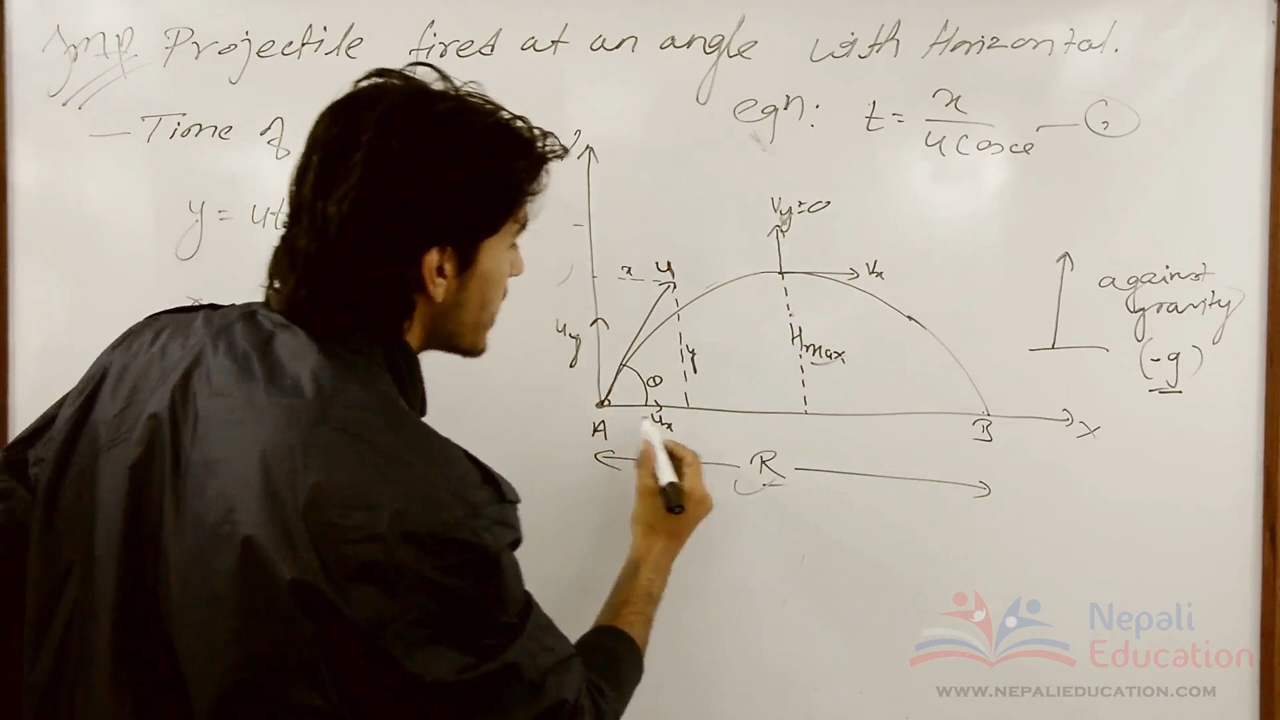 Imp Projectile fired at an angle with Horizontal.
— Time of
eqn: t = x / u cosθ — (i)
y = ut
y
Vy=0
x u
Vx
uy
y
Hmax
θ
ux
A
B
X
R
against
gravity
(-g)
Nepali
Education
WWW.NEPALIEDUCATION.COM